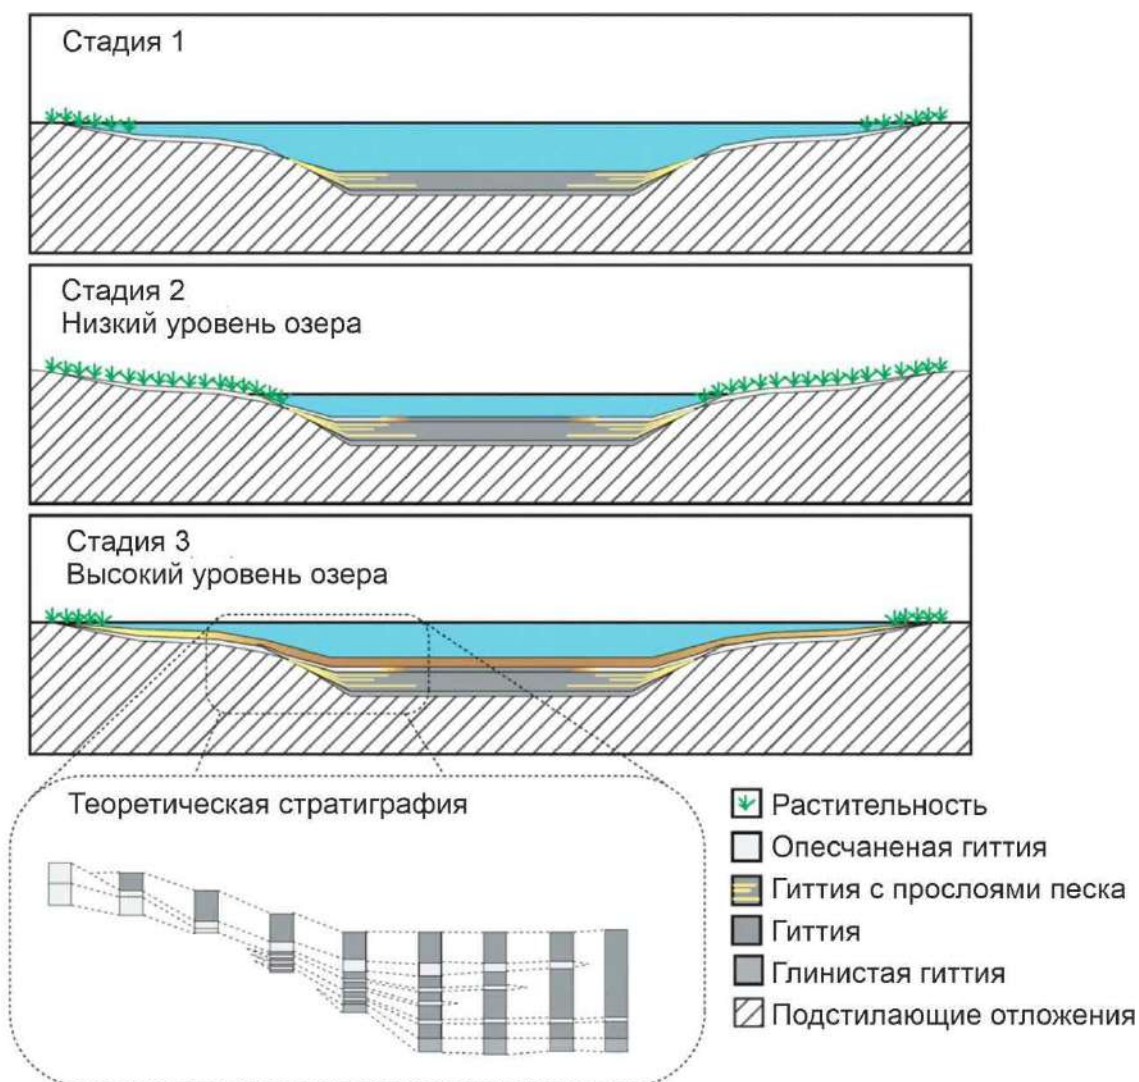 Стадия 1
Стадия 2
Низкий уровень озера
Стадия 3
Высокий уровень озера
Теоретическая стратиграфия
Растительность
Опесчаненая гиттия
Гиттия с прослоями песка
Гиттия
Глинистая гиттия
Подстилающие отложения